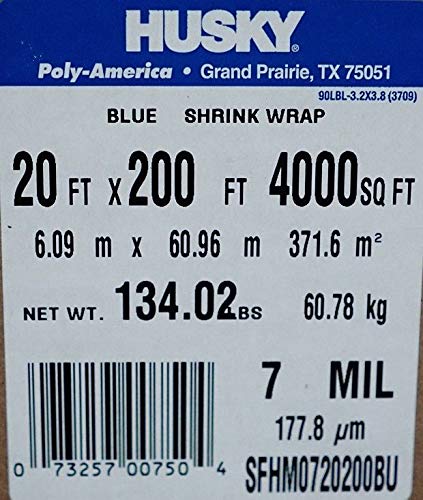 HUSKY®
Poly-America • Grand Prairie, TX 75051
90LBL-3.2X3.8 (3709)
BLUE SHRINK WRAP
20 FT X 200 FT 4000 SQ FT
6.09 m x 60.96 m 371.6 m²
NET WT. 134.02 LBS 60.78 kg
7 MIL
177.8 µm
0 73257 00750 4
SFHM0720200BU